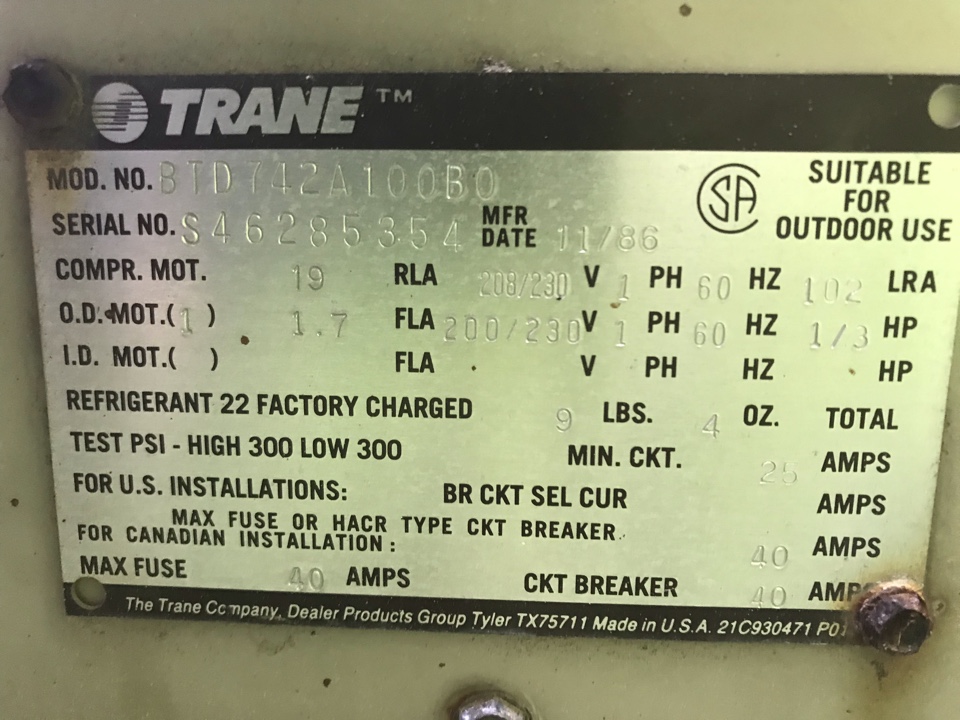 TRANE™
MOD. NO. BTD742A100B0
SERIAL NO. S46285354 MFR DATE 11/86
CSA SUITABLE FOR OUTDOOR USE
COMPR. MOT. 19 RLA 208/230 V 1 PH 60 HZ 102 LRA
O.D. MOT.(1) 1.7 FLA 200/230 V 1 PH 60 HZ 1/3 HP
I.D. MOT.( ) FLA V PH HZ HP
REFRIGERANT 22 FACTORY CHARGED 9 LBS. 4 OZ. TOTAL
TEST PSI - HIGH 300 LOW 300 MIN. CKT. 25 AMPS
FOR U.S. INSTALLATIONS: BR CKT SEL CUR AMPS
MAX FUSE OR HACR TYPE CKT BREAKER 40 AMPS
FOR CANADIAN INSTALLATION:
MAX FUSE 40 AMPS CKT BREAKER 40 AMPS
The Trane Company, Dealer Products Group Tyler TX75711 Made in U.S.A. 21C930471